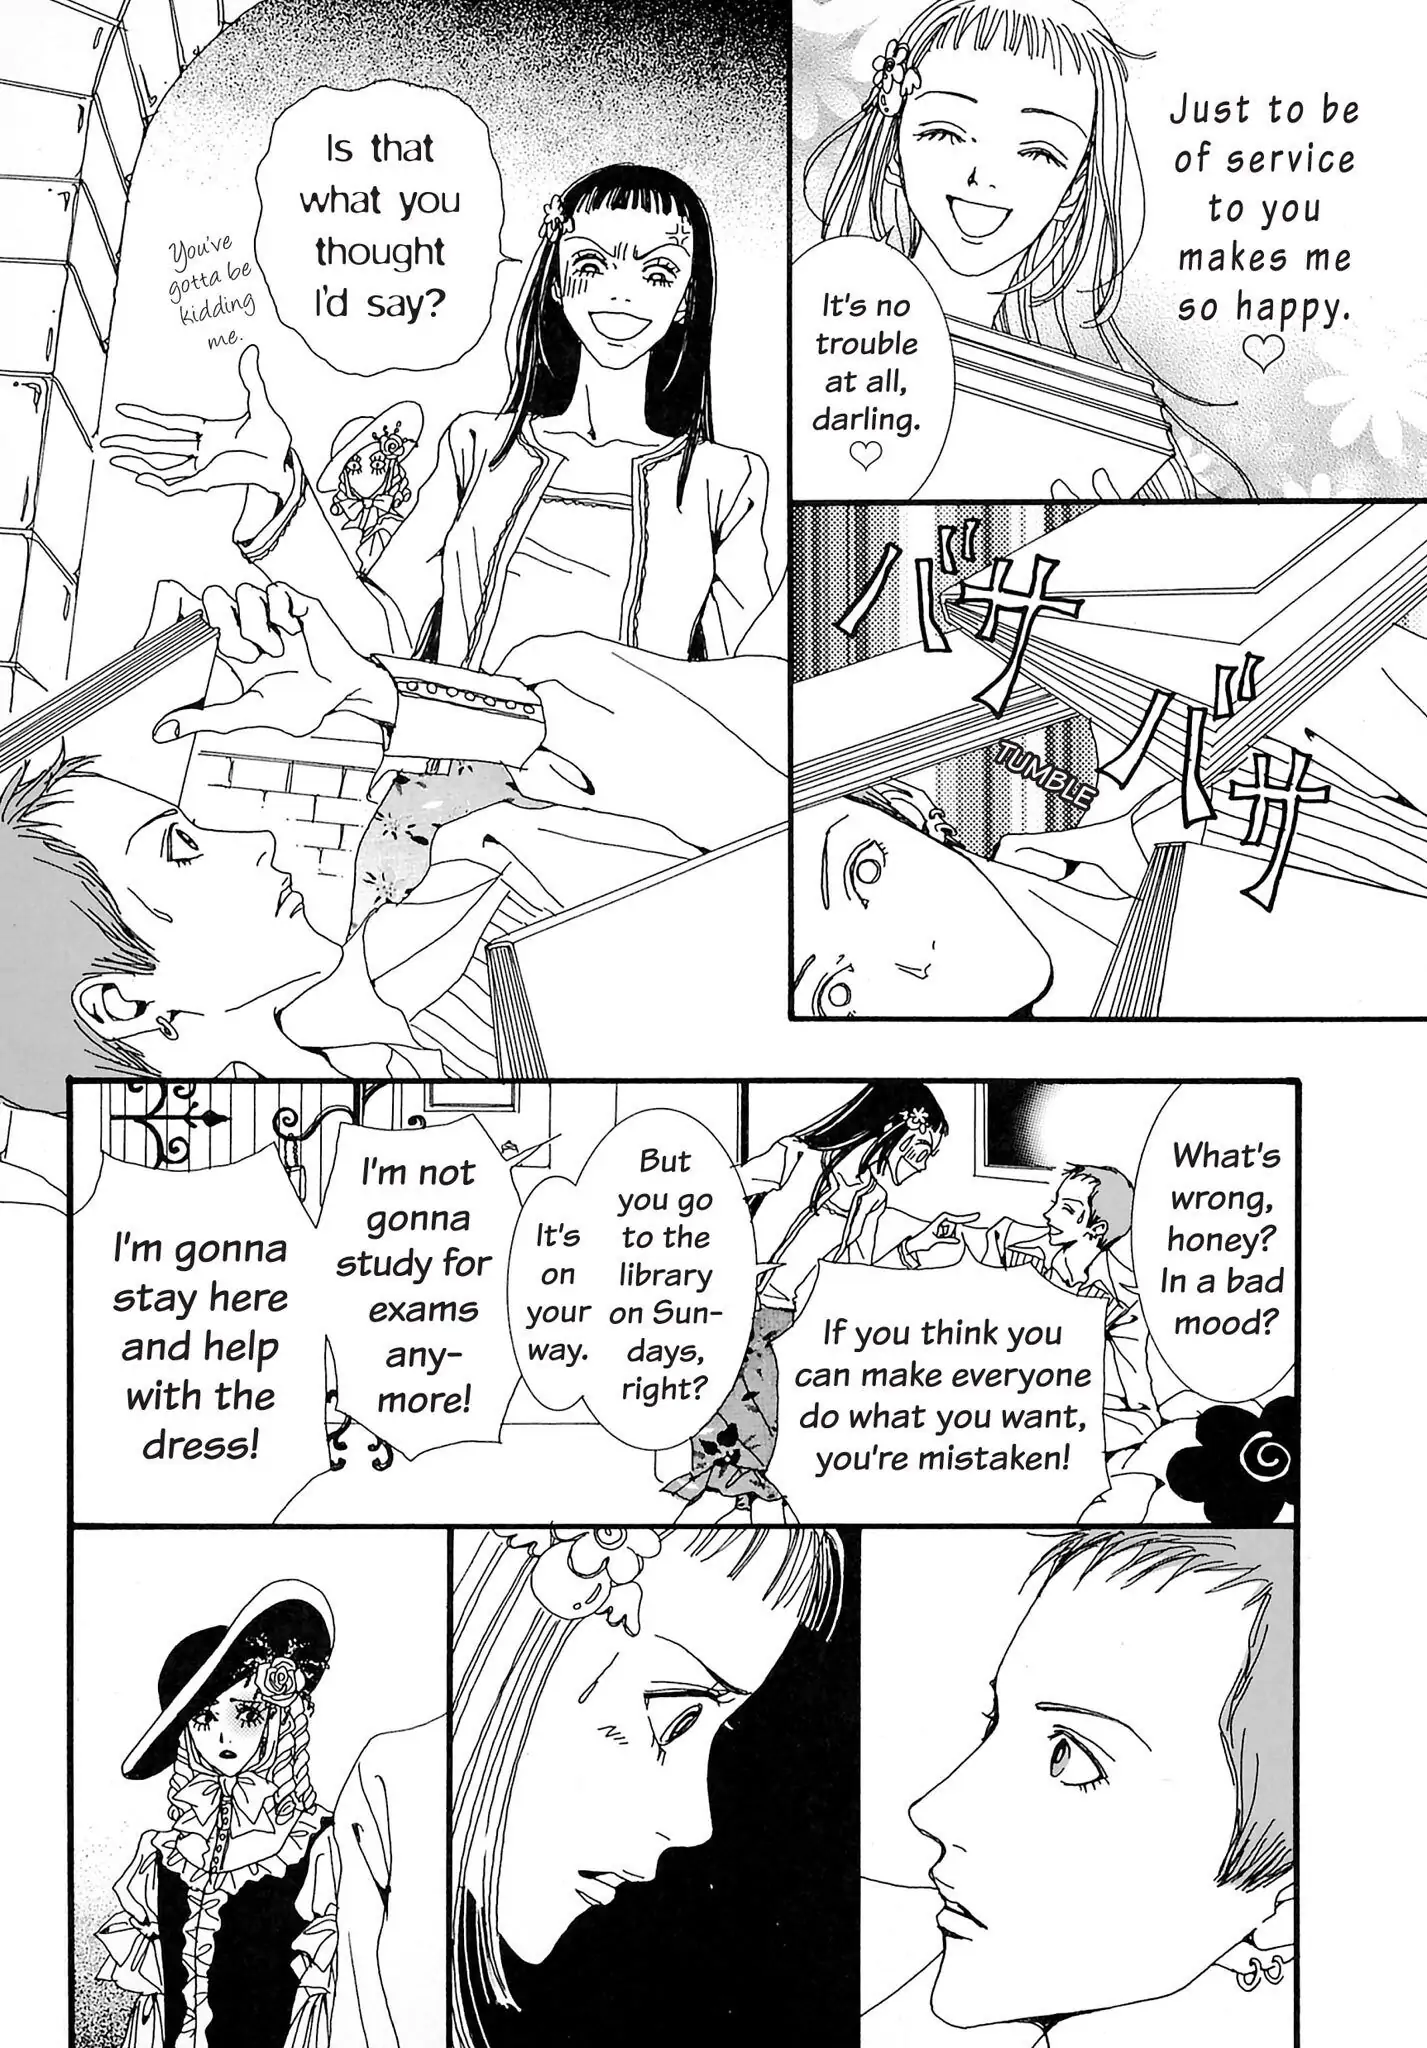 Just to be
of service
to you
makes me
so happy.
♡
It's no
trouble
at all,
darling.
♡
Is that
what you
thought
I'd say?
You've
gotta be
kidding
me.
バサ
バサ
TUMBLE
What's
wrong,
honey?
In a bad
mood?
If you think you
can make everyone
do what you want,
you're mistaken!
But
you go
to the
library
on Sun-
days,
right?
It's
on
your
way.
I'm not
gonna
study for
exams
any-
more!
I'm gonna
stay here
and help
with the
dress!